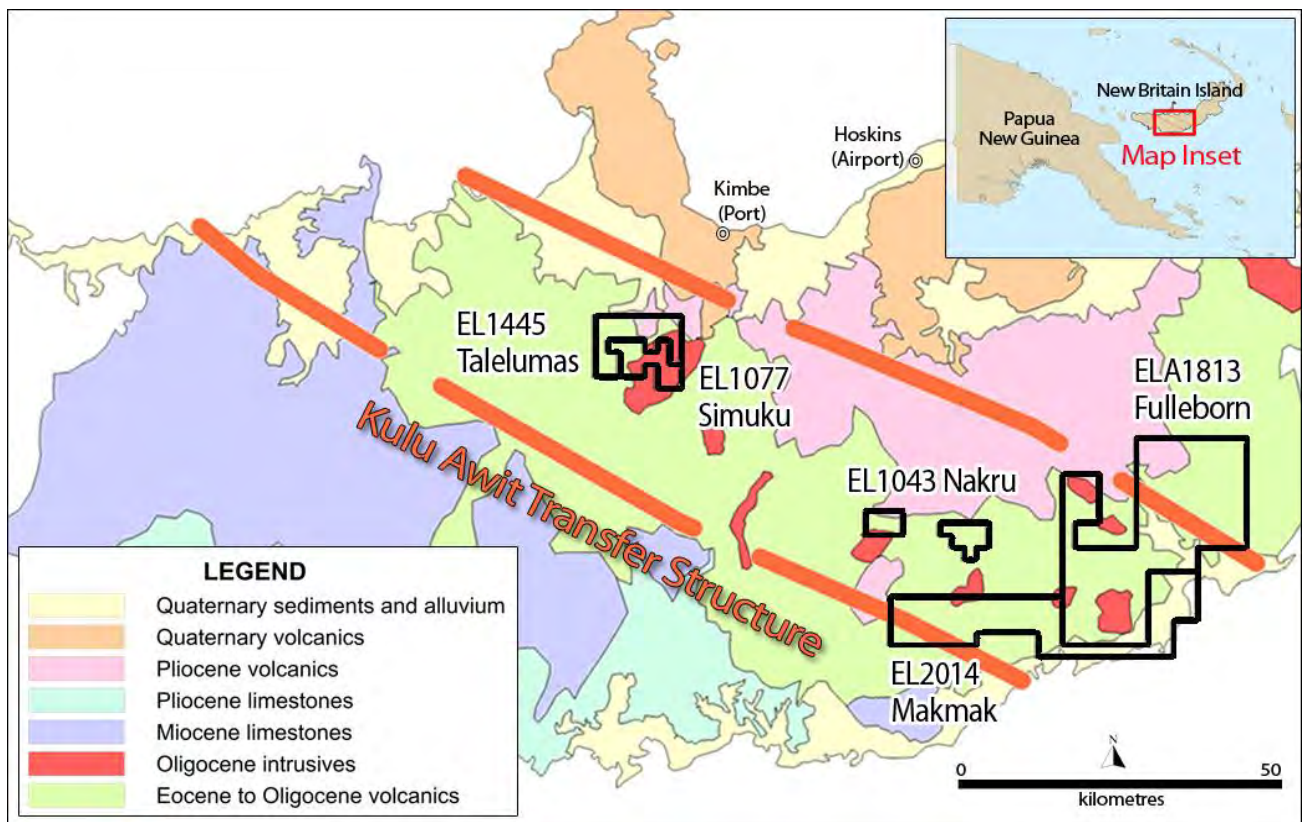 New Britain Island
Papua
New Guinea
Map Inset
Hoskins
(Airport)
Kimbe
(Port)
EL1445
Talelumas
EL1077
Simuku
ELA1813
Fulleborn
EL1043 Nakru
Kulu Awit Transfer Structure
EL2014
Makmak
LEGEND
Quaternary sediments and alluvium
Quaternary volcanics
Pliocene volcanics
Pliocene limestones
Miocene limestones
Oligocene intrusives
Eocene to Oligocene volcanics
N
0 50
kilometres